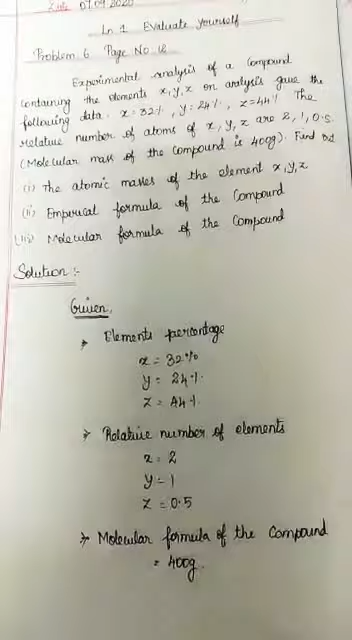 07.09.2020
Ln 1 Evaluate yourself
Problem 6 Page No 12
Experimental analysis of a Compound
Containing the elements x,y,z on analysis gave the
following data. x=32%, y=24%, z=44% The
relative number of atoms of x,y,z are 2,1,0.5.
(Molecular mass of the compound is 400g). Find out
(i) The atomic masses of the element x,y,z
(ii) Empirical formula of the Compound
(iii) Molecular formula of the Compound
Solution :-
Given,
Elements percentage
x = 32%
y = 24%.
z = 44%.
Relative number of elements
x = 2
y = 1
z = 0.5
Molecular formula of the Compound
= 400g.